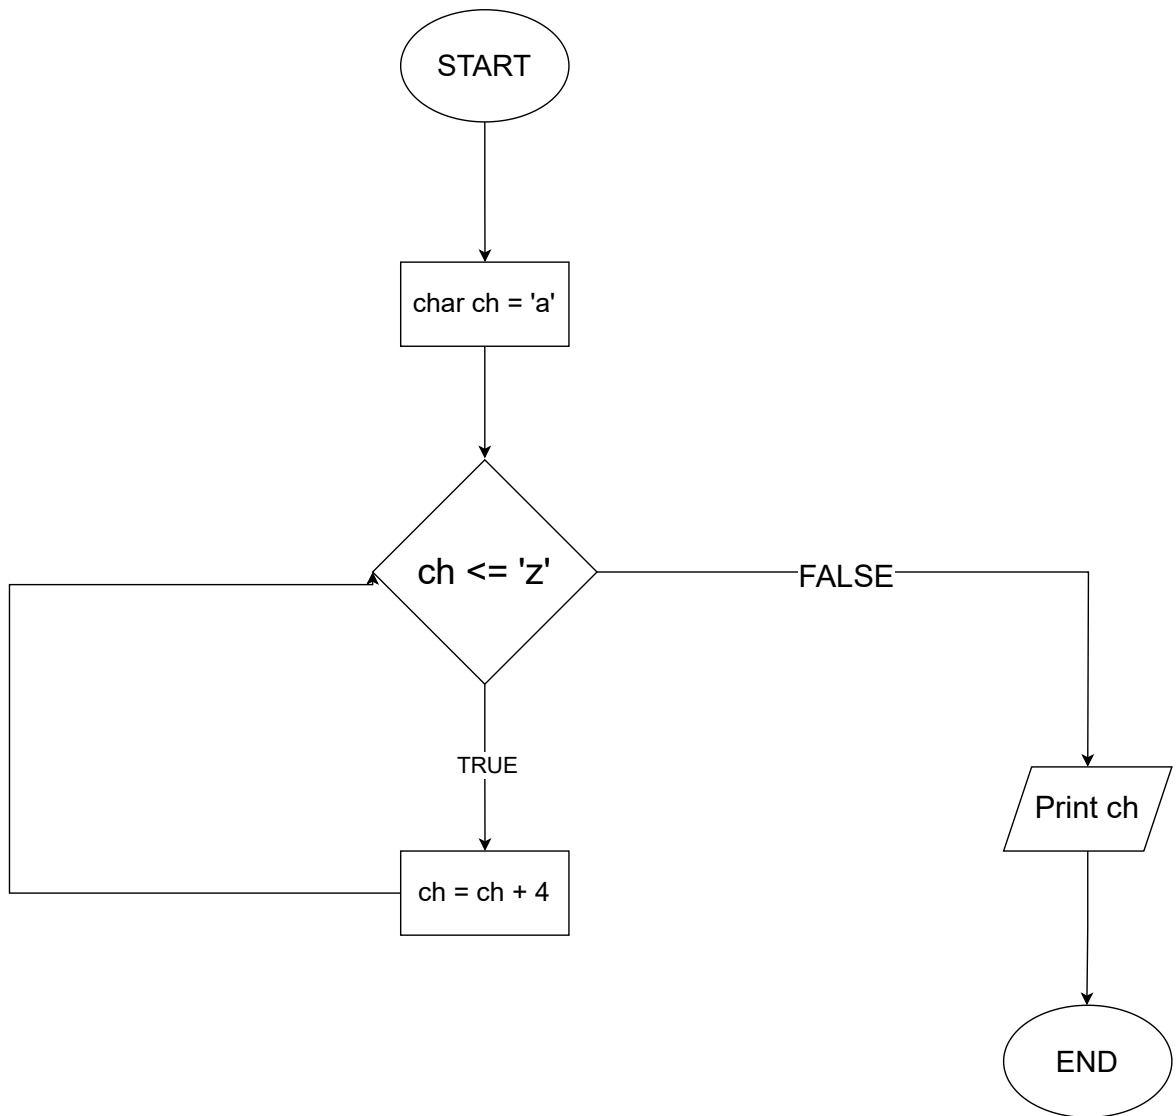 START
char ch = 'a'
ch <= 'z'
FALSE
TRUE
Print ch
ch = ch + 4
END